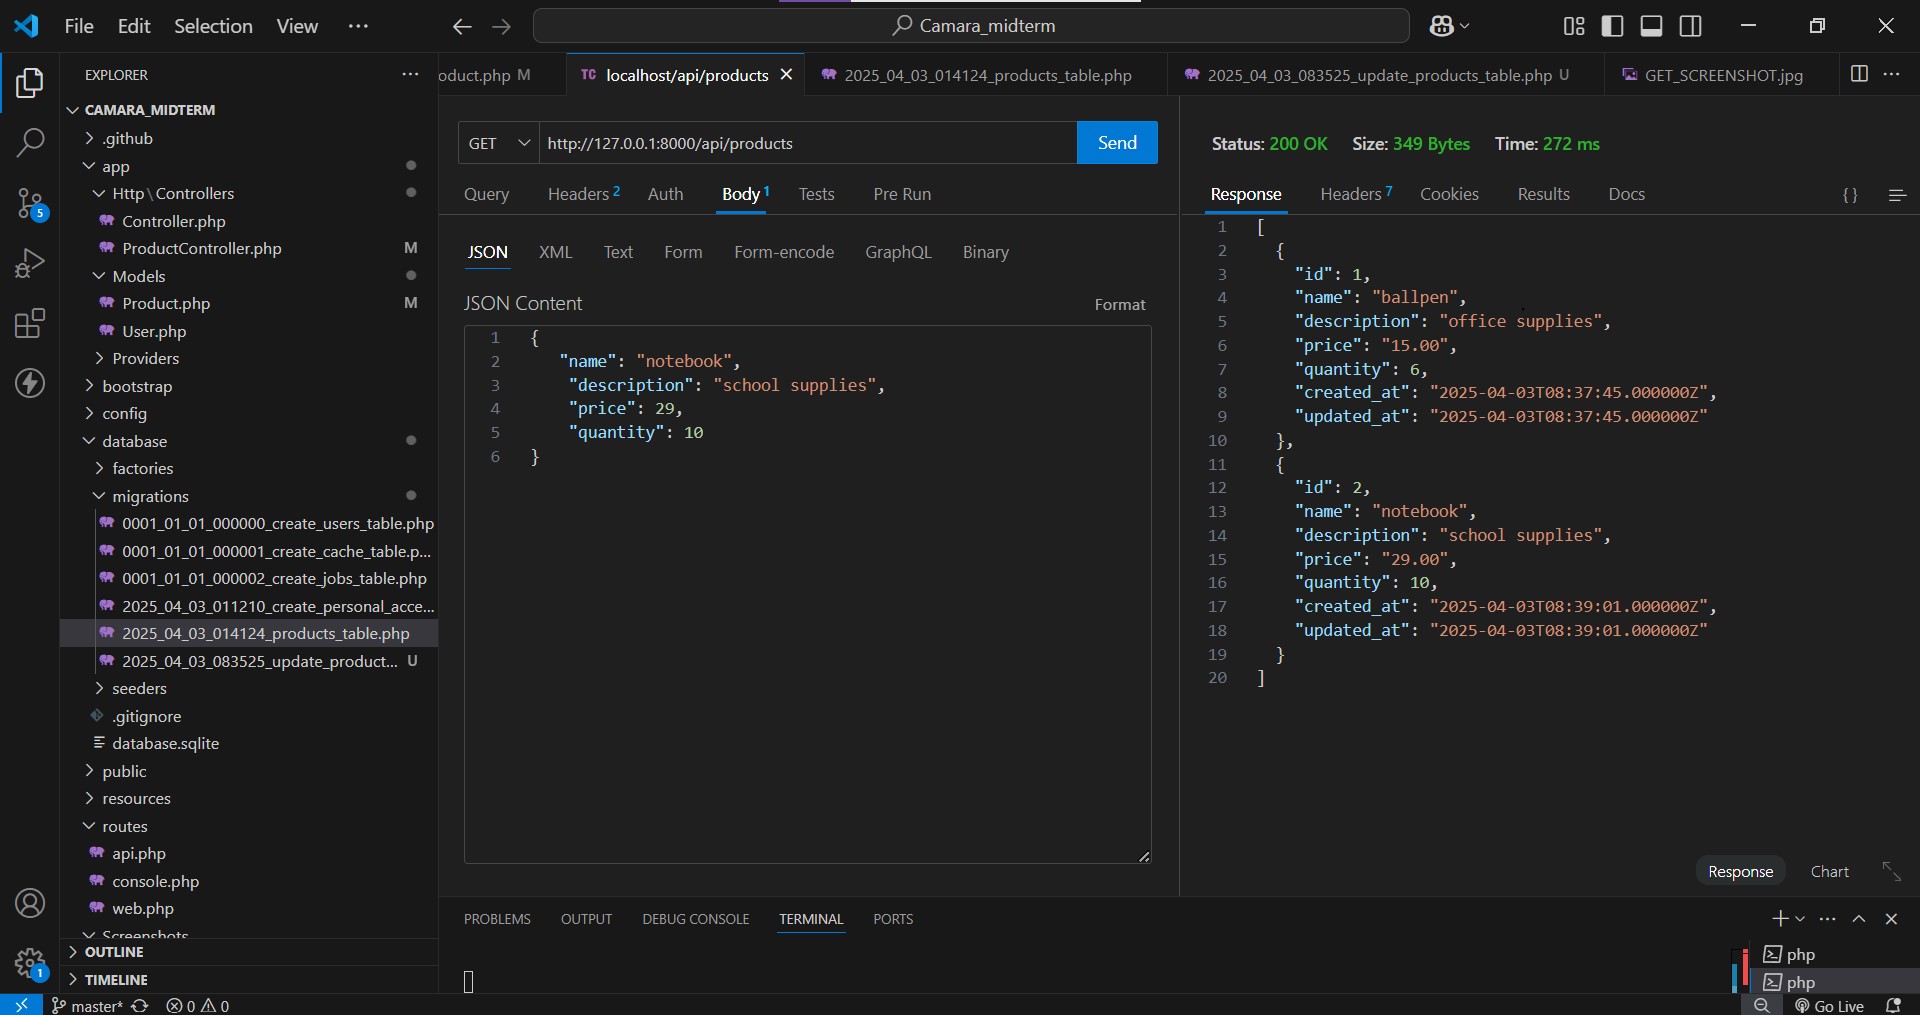 File Edit Selection View ···
Camara_midterm
EXPLORER
CAMARA_MIDTERM
.github
app
Http\Controllers
Controller.php
ProductController.php M
Models
Product.php M
User.php
Providers
bootstrap
config
database
factories
migrations
0001_01_01_000000_create_users_table.php
0001_01_01_000001_create_cache_table.p...
0001_01_01_000002_create_jobs_table.php
2025_04_03_011210_create_personal_acce...
2025_04_03_014124_products_table.php
2025_04_03_083525_update_product... U
seeders
.gitignore
database.sqlite
public
resources
routes
api.php
console.php
web.php
Screenshots
OUTLINE
TIMELINE
5
1
oduct.php M
TC localhost/api/products
2025_04_03_014124_products_table.php
2025_04_03_083525_update_products_table.php U
GET_SCREENSHOT.jpg
GET http://127.0.0.1:8000/api/products Send
Query Headers 2 Auth Body 1 Tests Pre Run
JSON XML Text Form Form-encode GraphQL Binary
JSON Content Format
1 {
2 "name": "notebook",
3 "description": "school supplies",
4 "price": 29,
5 "quantity": 10
6 }
Status: 200 OK Size: 349 Bytes Time: 272 ms
Response Headers 7 Cookies Results Docs {}
1 [
2 {
3 "id": 1,
4 "name": "ballpen",
5 "description": "office supplies",
6 "price": "15.00",
7 "quantity": 6,
8 "created_at": "2025-04-03T08:37:45.000000Z",
9 "updated_at": "2025-04-03T08:37:45.000000Z"
10 },
11 {
12 "id": 2,
13 "name": "notebook",
14 "description": "school supplies",
15 "price": "29.00",
16 "quantity": 10,
17 "created_at": "2025-04-03T08:39:01.000000Z",
18 "updated_at": "2025-04-03T08:39:01.000000Z"
19 }
20 ]
Response Chart
PROBLEMS OUTPUT DEBUG CONSOLE TERMINAL PORTS
php
php
master* 0 0 Go Live